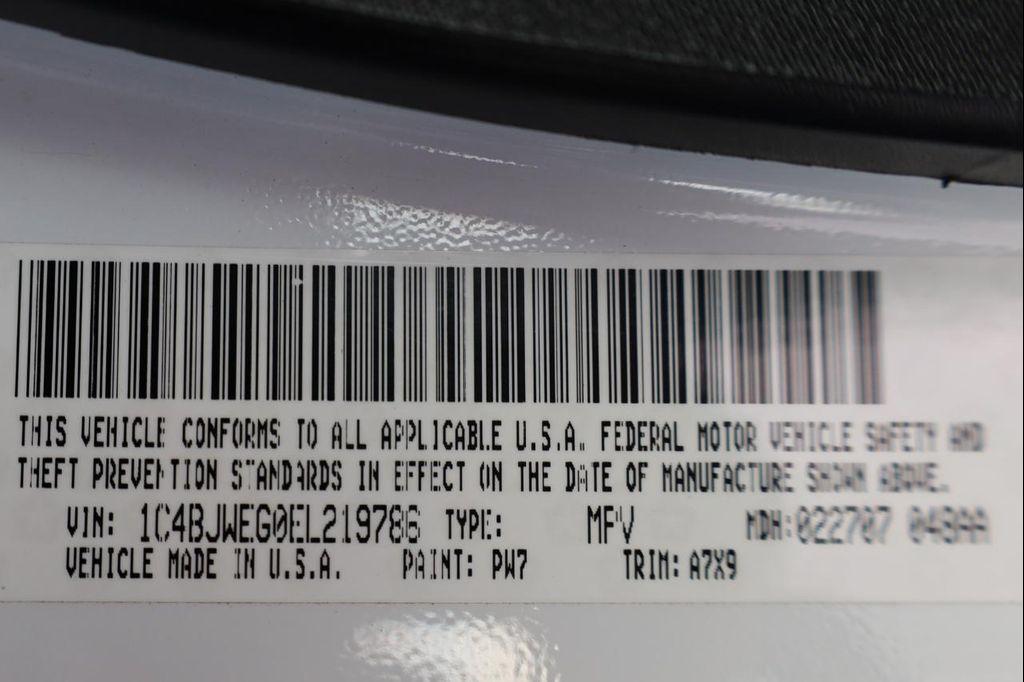 THIS VEHICLE CONFORMS TO ALL APPLICABLE U.S.A. FEDERAL MOTOR VEHICLE SAFETY AND
THEFT PREVENTION STANDARDS IN EFFECT ON THE DATE OF MANUFACTURE SHOWN ABOVE.
VIN: 1C4BJWEG0EL219786 TYPE: MPV MDH: 022707 048AA
VEHICLE MADE IN U.S.A. PAINT: PW7 TRIM: A7X9